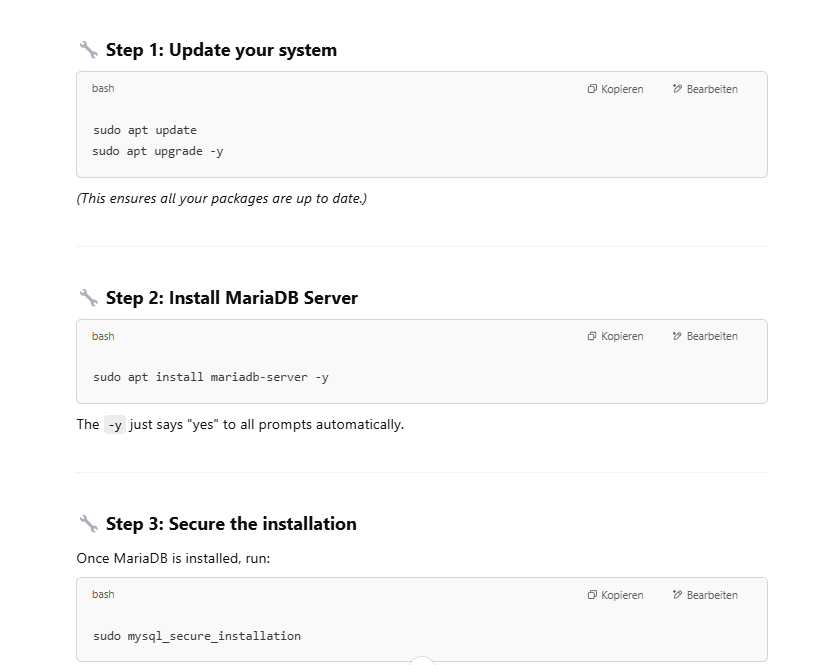 🔧 Step 1: Update your system
bash Kopieren Bearbeiten
sudo apt update
sudo apt upgrade -y
(This ensures all your packages are up to date.)
🔧 Step 2: Install MariaDB Server
bash Kopieren Bearbeiten
sudo apt install mariadb-server -y
The -y just says "yes" to all prompts automatically.
🔧 Step 3: Secure the installation
Once MariaDB is installed, run:
bash Kopieren Bearbeiten
sudo mysql_secure_installation